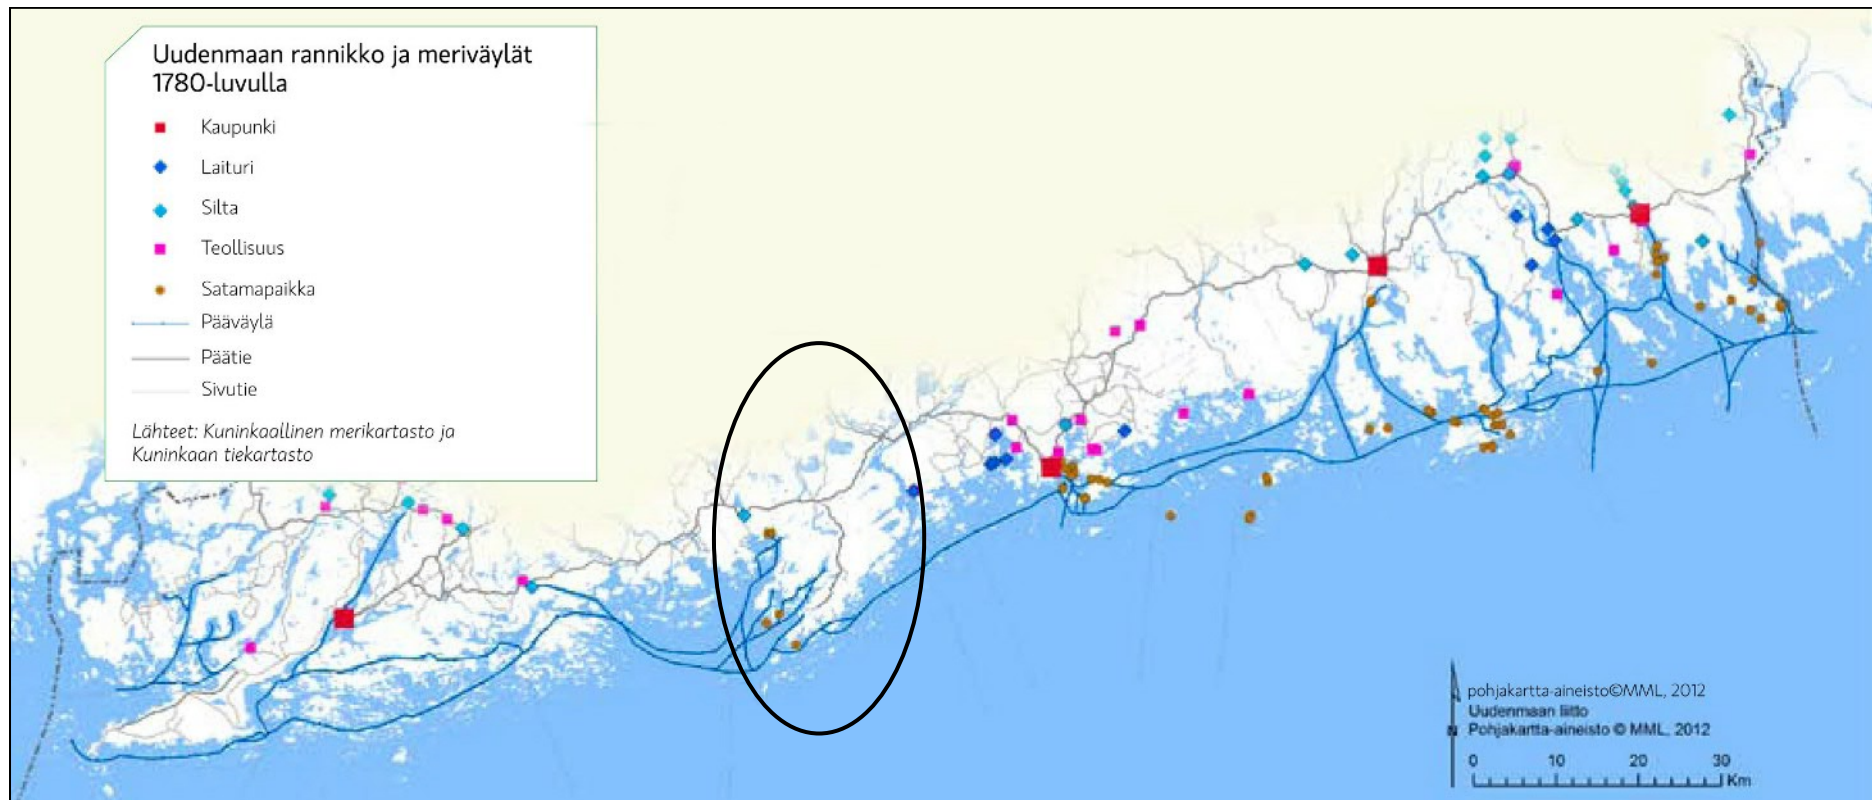 Uudenmaan rannikko ja meriväylät
1780-luvulla
Kaupunki
Laituri
Silta
Teollisuus
Satamapaikka
Pääväylä
Päätie
Sivutie
Lähteet: Kuninkaallinen merikartasto ja
Kuninkaan tiekartasto
pohjakartta-aineisto©MML, 2012
Uudenmaan liitto
Pohjakartta-aineisto © MML, 2012
0 10 20 30
Km